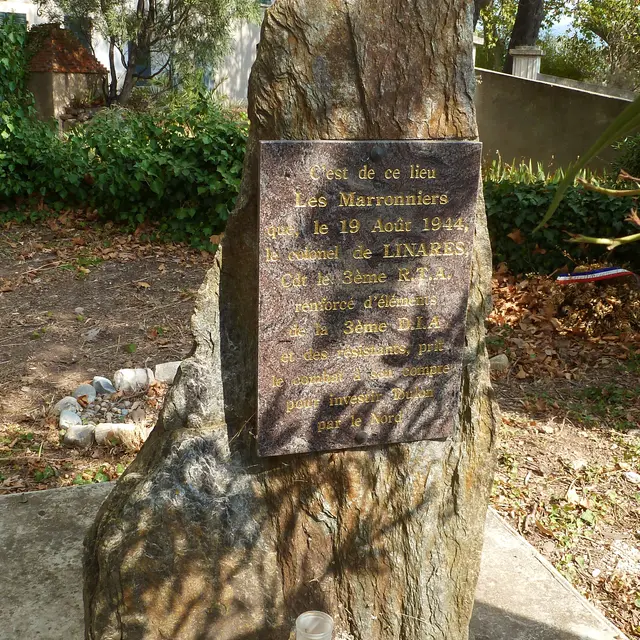 C'est de ce lieu
Les Marronniers
que le 19 Août 1944,
le colonel de LINARES,
Cdt le 3ème R.T.A.
renforcé d'éléments
de la 3ème D.I.A
et des résistants, prit
le combat à son compte
pour investir Toulon
par le Nord